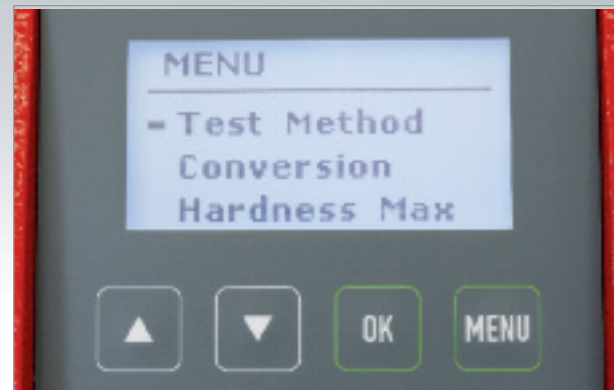 MENU
- Test Method
Conversion
Hardness Max
OK MENU